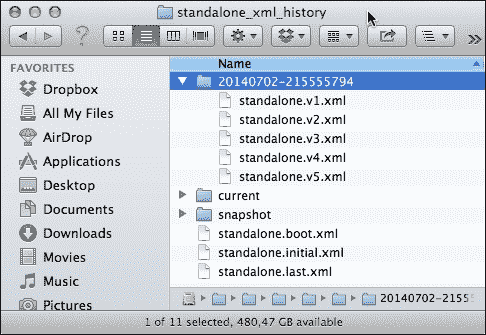 standalone_xml_history
FAVORITES
Dropbox
All My Files
AirDrop
Applications
Desktop
Documents
Downloads
Movies
Music
Pictures
Name
20140702-215555794
standalone.v1.xml
standalone.v2.xml
standalone.v3.xml
standalone.v4.xml
standalone.v5.xml
current
snapshot
standalone.boot.xml
standalone.initial.xml
standalone.last.xml
20140702-2155
1 of 11 selected, 480,47 GB available